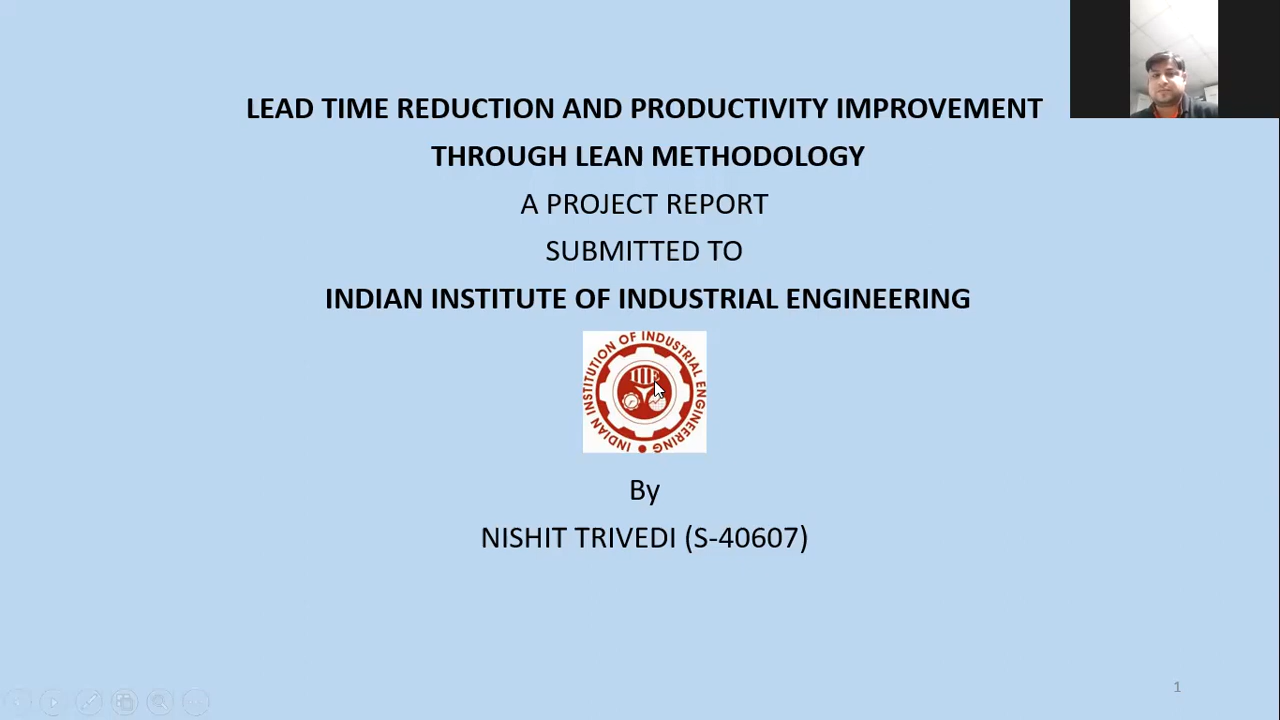 LEAD TIME REDUCTION AND PRODUCTIVITY IMPROVEMENT
THROUGH LEAN METHODOLOGY
A PROJECT REPORT
SUBMITTED TO
INDIAN INSTITUTE OF INDUSTRIAL ENGINEERING
INDIAN INSTITUTION OF INDUSTRIAL ENGINEERING
IIIE
By
NISHIT TRIVEDI (S-40607)
1